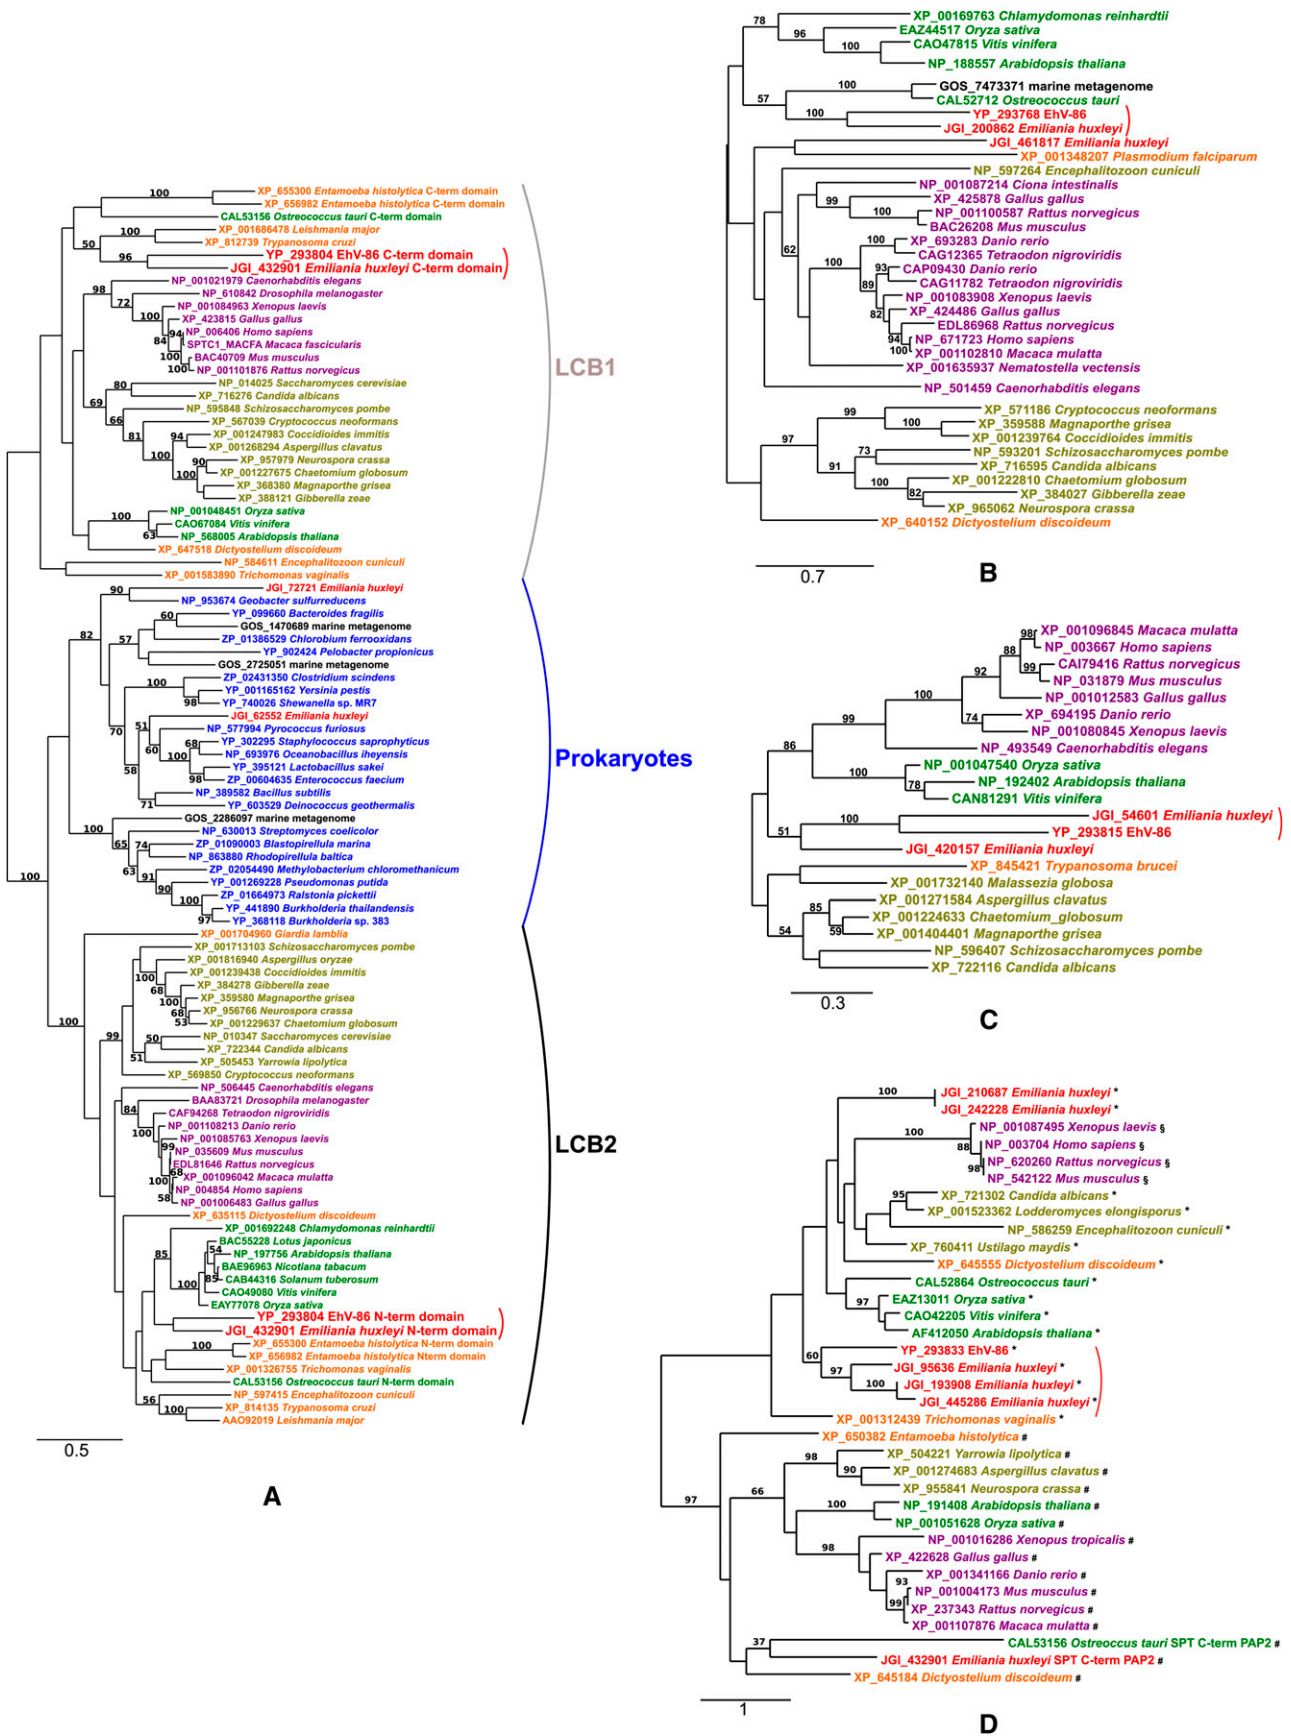 100
XP_655300 Entamoeba histolytica C-term domain
XP_656982 Entamoeba histolytica C-term domain
CAL53156 Ostreococcus tauri C-term domain
100
XP_001686478 Leishmania major
50
XP_812739 Trypanosoma cruzi
96
YP_293804 EhV-86 C-term domain
JGI_432901 Emiliania huxleyi C-term domain
98
NP_001021979 Caenorhabditis elegans
72
NP_610842 Drosophila melanogaster
NP_001084963 Xenopus laevis
100
XP_423815 Gallus gallus
94
NP_006406 Homo sapiens
84
SPTC1_MACFA Macaca fascicularis
100
BAC40709 Mus musculus
100
NP_001101876 Rattus norvegicus
LCB1
80
NP_014025 Saccharomyces cerevisiae
XP_716276 Candida albicans
69
NP_595848 Schizosaccharomyces pombe
66
XP_567039 Cryptococcus neoformans
81
94
XP_001247983 Coccidioides immitis
XP_001268294 Aspergillus clavatus
100
90
XP_957979 Neurospora crassa
100
XP_001227675 Chaetomium globosum
XP_368380 Magnaporthe grisea
XP_388121 Gibberella zeae
100
NP_001048451 Oryza sativa
CAO67084 Vitis vinifera
63
NP_568005 Arabidopsis thaliana
XP_647518 Dictyostelium discoideum
NP_584611 Encephalitozoon cuniculi
XP_001583890 Trichomonas vaginalis
90
JGI_72721 Emiliania huxleyi
NP_953674 Geobacter sulfurreducens
60
YP_099660 Bacteroides fragilis
GOS_1470689 marine metagenome
82
57
ZP_01386529 Chlorobium ferrooxidans
YP_902424 Pelobacter propionicus
GOS_2725051 marine metagenome
100
ZP_02431350 Clostridium scindens
YP_001165162 Yersinia pestis
98
YP_740026 Shewanella sp. MR7
JGI_62552 Emiliania huxleyi
70
51
NP_577994 Pyrococcus furiosus
60
68
YP_302295 Staphylococcus saprophyticus
100
NP_693976 Oceanobacillus iheyensis
58
YP_395121 Lactobacillus sakei
98
ZP_00604635 Enterococcus faecium
NP_389582 Bacillus subtilis
71
YP_603529 Deinococcus geothermalis
Prokaryotes
GOS_2286097 marine metagenome
100
NP_630013 Streptomyces coelicolor
65
74
ZP_01090003 Blastopirellula marina
NP_863880 Rhodopirellula baltica
63
ZP_02054490 Methylobacterium chloromethanicum
91
YP_001269228 Pseudomonas putida
90
ZP_01664973 Ralstonia pickettii
100
YP_441890 Burkholderia thailandensis
97
YP_368118 Burkholderia sp. 383
100
XP_001704960 Giardia lamblia
XP_001713103 Schizosaccharomyces pombe
XP_001816940 Aspergillus oryzae
100
XP_001239438 Coccidioides immitis
68
XP_384278 Gibberella zeae
100
XP_359580 Magnaporthe grisea
68
XP_956766 Neurospora crassa
53
XP_001229637 Chaetomium globosum
100
99
50
NP_010347 Saccharomyces cerevisiae
XP_722344 Candida albicans
51
XP_505453 Yarrowia lipolytica
XP_569850 Cryptococcus neoformans
NP_506445 Caenorhabditis elegans
84
BAA83721 Drosophila melanogaster
CAF94268 Tetraodon nigroviridis
100
NP_001108213 Danio rerio
NP_001085763 Xenopus laevis
99
NP_035609 Mus musculus
EDL81646 Rattus norvegicus
68
100
XP_001096042 Macaca mulatta
NP_004854 Homo sapiens
58
NP_001006483 Gallus gallus
LCB2
XP_635115 Dictyostelium discoideum
XP_001692248 Chlamydomonas reinhardtii
BAC55228 Lotus japonicus
85
54
NP_197756 Arabidopsis thaliana
BAE96963 Nicotiana tabacum
100
85
CAB44316 Solanum tuberosum
CAO49080 Vitis vinifera
EAY77078 Oryza sativa
YP_293804 EhV-86 N-term domain
JGI_432901 Emiliania huxleyi N-term domain
100
XP_655300 Entamoeba histolytica N-term domain
XP_656982 Entamoeba histolytica Nterm domain
XP_001326755 Trichomonas vaginalis
CAL53156 Ostreococcus tauri N-term domain
56
NP_597415 Encephalitozoon cuniculi
100
XP_814135 Trypanosoma cruzi
AAO92019 Leishmania major
0.5
A
78
XP_00169763 Chlamydomonas reinhardtii
96
EAZ44517 Oryza sativa
100
CAO47815 Vitis vinifera
NP_188557 Arabidopsis thaliana
100
GOS_7473371 marine metagenome
57
CAL52712 Ostreococcus tauri
100
YP_293768 EhV-86
JGI_200862 Emiliania huxleyi
JGI_461817 Emiliania huxleyi
XP_001348207 Plasmodium falciparum
NP_597264 Encephalitozoon cuniculi
NP_001087214 Ciona intestinalis
99
XP_425878 Gallus gallus
100
NP_001100587 Rattus norvegicus
BAC26208 Mus musculus
62
100
XP_693283 Danio rerio
CAG12365 Tetraodon nigroviridis
100
93
CAP09430 Danio rerio
89
CAG11782 Tetraodon nigroviridis
NP_001083908 Xenopus laevis
82
XP_424486 Gallus gallus
EDL86968 Rattus norvegicus
94
NP_671723 Homo sapiens
100
XP_001102810 Macaca mulatta
XP_001635937 Nematostella vectensis
NP_501459 Caenorhabditis elegans
99
XP_571186 Cryptococcus neoformans
100
XP_359588 Magnaporthe grisea
XP_001239764 Coccidioides immitis
97
73
NP_593201 Schizosaccharomyces pombe
XP_716595 Candida albicans
91
100
XP_001222810 Chaetomium globosum
82
XP_384027 Gibberella zeae
XP_965062 Neurospora crassa
XP_640152 Dictyostelium discoideum
0.7
B
98
XP_001096845 Macaca mulatta
88
NP_003667 Homo sapiens
92
99
CAI79416 Rattus norvegicus
NP_031879 Mus musculus
100
NP_001012583 Gallus gallus
74
XP_694195 Danio rerio
99
NP_001080845 Xenopus laevis
86
NP_493549 Caenorhabditis elegans
100
NP_001047540 Oryza sativa
78
NP_192402 Arabidopsis thaliana
CAN81291 Vitis vinifera
100
JGI_54601 Emiliania huxleyi
51
YP_293815 EhV-86
JGI_420157 Emiliania huxleyi
XP_845421 Trypanosoma brucei
XP_001732140 Malassezia globosa
85
XP_001271584 Aspergillus clavatus
XP_001224633 Chaetomium_globosum
54
59
XP_001404401 Magnaporthe grisea
NP_596407 Schizosaccharomyces pombe
XP_722116 Candida albicans
0.3
C
100
JGI_210687 Emiliania huxleyi *
JGI_242228 Emiliania huxleyi *
100
NP_001087495 Xenopus laevis §
88
NP_003704 Homo sapiens §
98
NP_620260 Rattus norvegicus §
NP_542122 Mus musculus §
95
XP_721302 Candida albicans *
XP_001523362 Lodderomyces elongisporus *
NP_586259 Encephalitozoon cuniculi *
XP_760411 Ustilago maydis *
XP_645555 Dictyostelium discoideum *
CAL52864 Ostreococcus tauri *
97
EAZ13011 Oryza sativa *
CAO42205 Vitis vinifera *
AF412050 Arabidopsis thaliana *
60
YP_293833 EhV-86 *
97
JGI_95636 Emiliania huxleyi *
100
JGI_193908 Emiliania huxleyi *
JGI_445286 Emiliania huxleyi *
XP_001312439 Trichomonas vaginalis *
XP_650382 Entamoeba histolytica #
98
XP_504221 Yarrowia lipolytica #
90
XP_001274683 Aspergillus clavatus #
XP_955841 Neurospora crassa #
97
66
100
NP_191408 Arabidopsis thaliana #
NP_001051628 Oryza sativa #
98
NP_001016286 Xenopus tropicalis #
XP_422628 Gallus gallus #
XP_001341166 Danio rerio #
93
NP_001004173 Mus musculus #
99
XP_237343 Rattus norvegicus #
XP_001107876 Macaca mulatta #
37
CAL53156 Ostreoccus tauri SPT C-term PAP2 #
JGI_432901 Emiliania huxleyi SPT C-term PAP2 #
XP_645184 Dictyostelium discoideum #
1
D